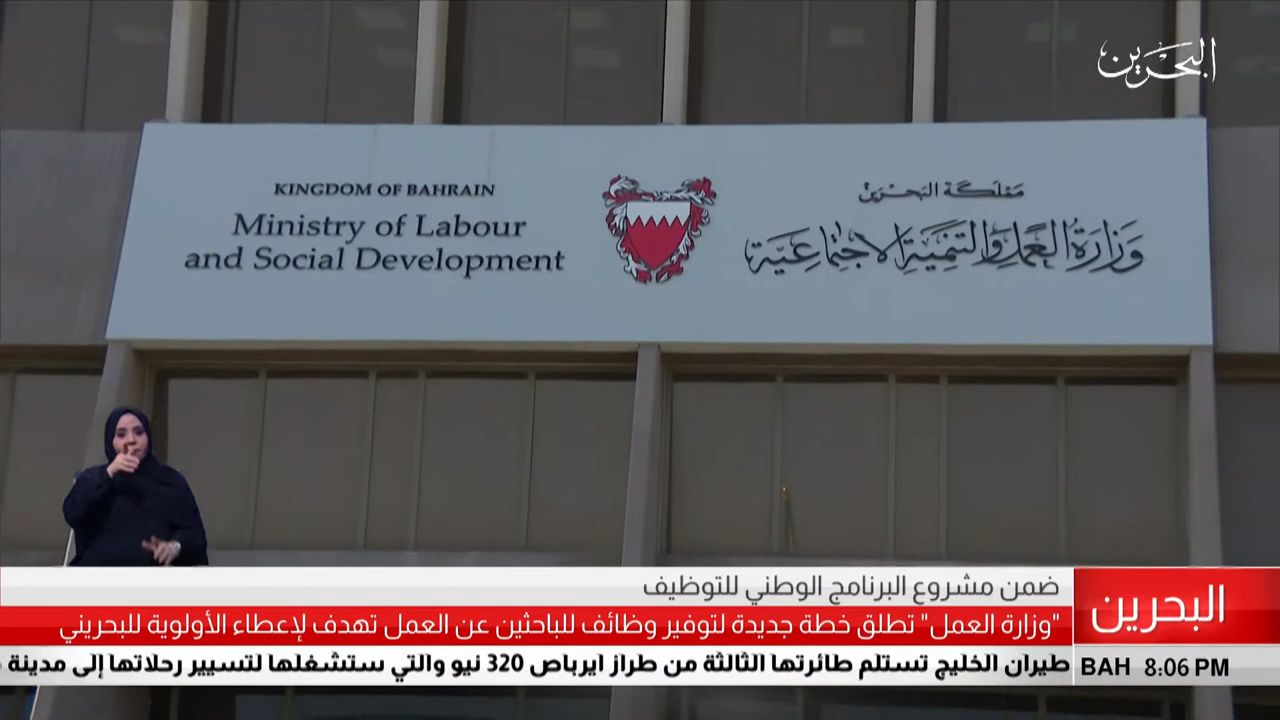 البحرين
KINGDOM OF BAHRAIN
مملكة البحرين
Ministry of Labour
and Social Development
وزارة العمل والتنمية الاجتماعية
ضمن مشروع البرنامج الوطني للتوظيف
"وزارة العمل" تطلق خطة جديدة لتوفير وظائف للباحثين عن العمل تهدف لإعطاء الأولوية للبحريني
البحرين
طيران الخليج تستلم طائرتها الثالثة من طراز ايرباص 320 نيو والتي ستشغلها لتسيير رحلاتها إلى مدينة
BAH 8:06 PM